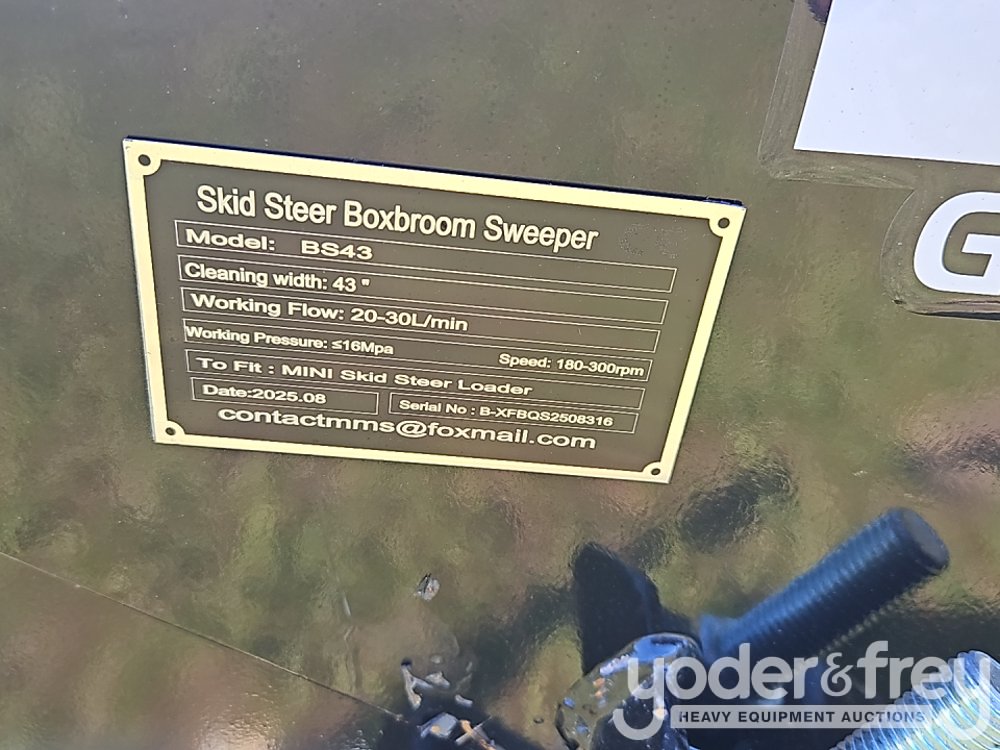 Skid Steer Boxbroom Sweeper
Model: BS43
Cleaning width: 43 "
Working Flow: 20-30L/min
Working Pressure: ≤16Mpa Speed: 180-300rpm
To Fit : MINI Skid Steer Loader
Date:2025.08 Serial No : B-XFBQS2508316
contactmms@foxmail.com
G
yoder&frey
HEAVY EQUIPMENT AUCTIONS